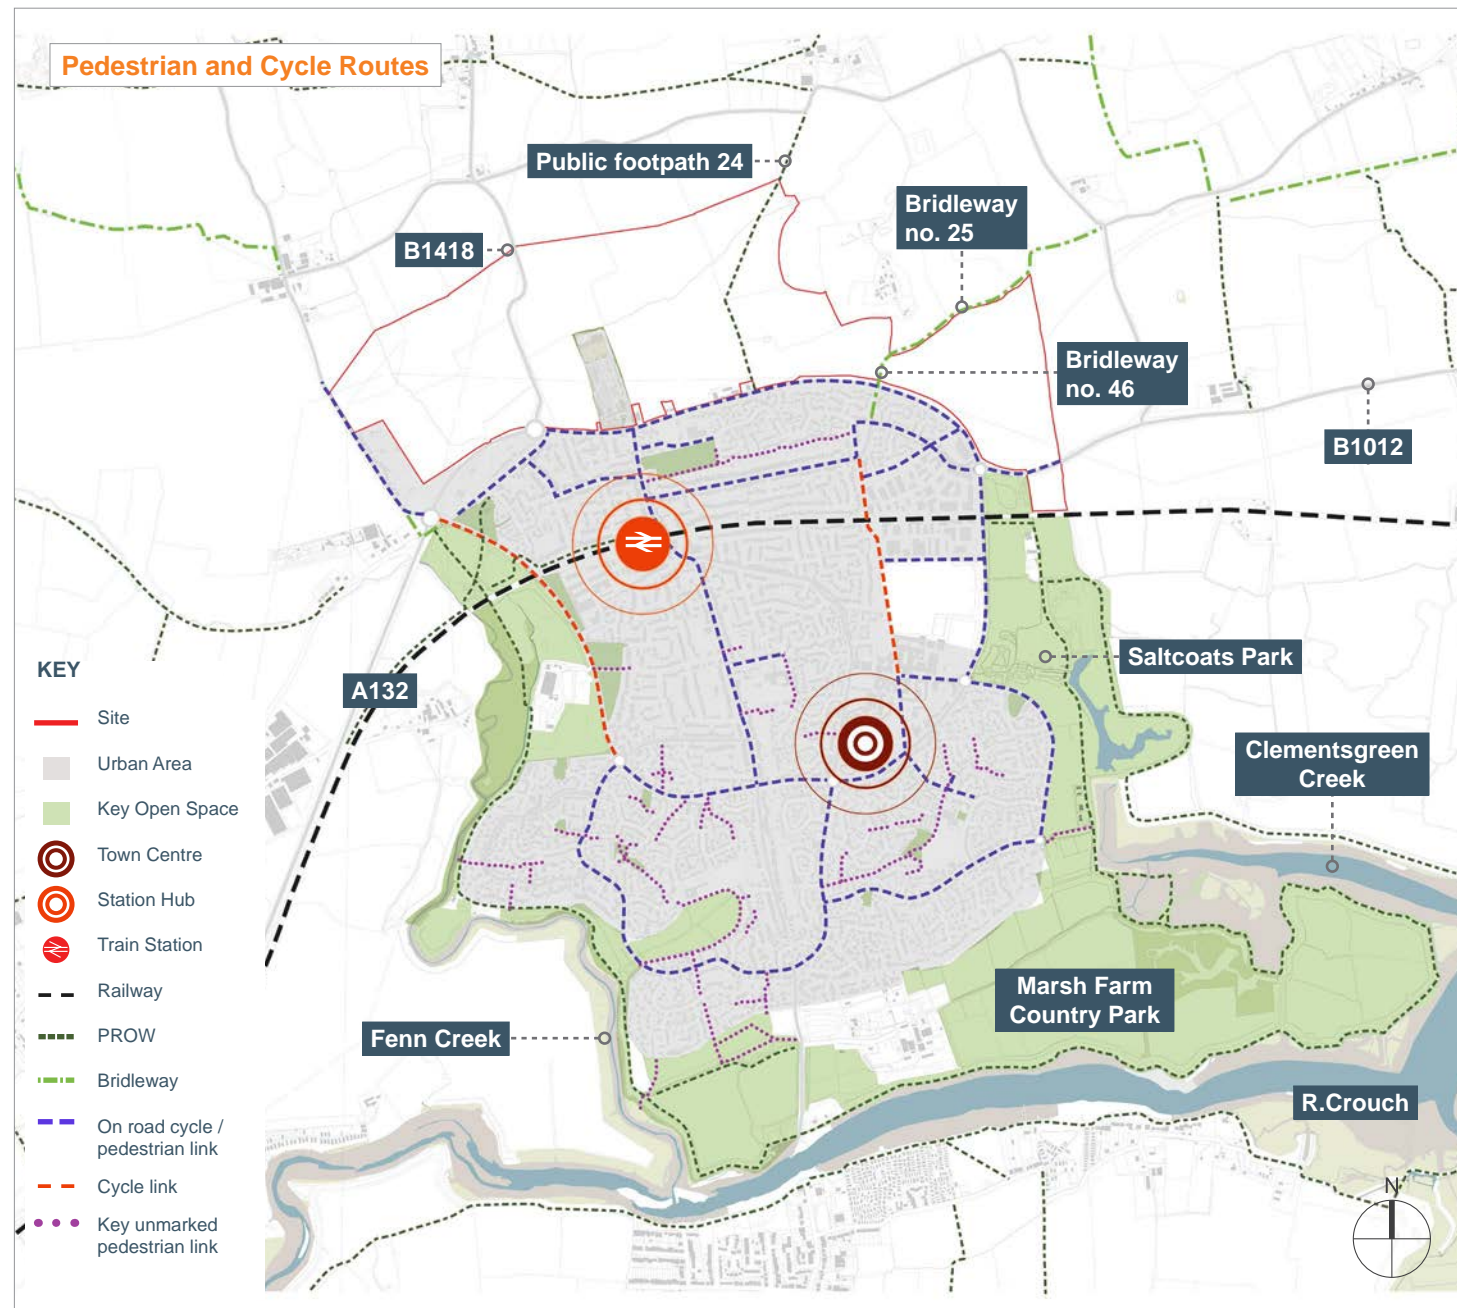 Pedestrian and Cycle Routes
Public footpath 24
Bridleway
no. 25
B1418
Bridleway
no. 46
B1012
Saltcoats Park
A132
Clementsgreen
Creek
Marsh Farm
Country Park
Fenn Creek
R.Crouch
N
KEY
Site
Urban Area
Key Open Space
Town Centre
Station Hub
Train Station
Railway
PROW
Bridleway
On road cycle /
pedestrian link
Cycle link
Key unmarked
pedestrian link